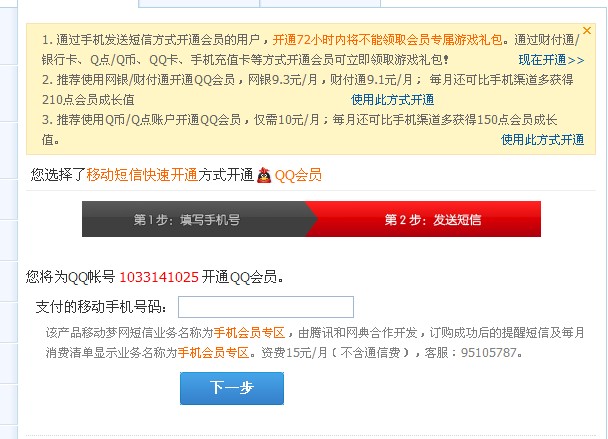 1. 通过手机发送短信方式开通会员的用户，开通72小时内将不能领取会员专属游戏礼包。通过财付通/
银行卡、Q点/Q币、QQ卡、手机充值卡等方式开通会员可立即领取游戏礼包！ 现在开通>>
2. 推荐使用网银/财付通开通QQ会员，网银9.3元/月，财付通9.1元/月；每月还可比手机渠道多获得
210点会员成长值 使用此方式开通
3. 推荐使用Q币/Q点账户开通QQ会员，仅需10元/月；每月还可比手机渠道多获得150点会员成长
值。 使用此方式开通
您选择了移动短信快速开通方式开通QQ会员
第1步：填写手机号 第2步：发送短信
您将为QQ帐号 1033141025 开通QQ会员。
支付的移动手机号码：
该产品移动梦网短信业务名称为手机会员专区，由腾讯和网典合作开发，订购成功后的提醒短信及每月
消费清单显示业务名称为手机会员专区。资费15元/月（不含通信费），客服：95105787。
下一步